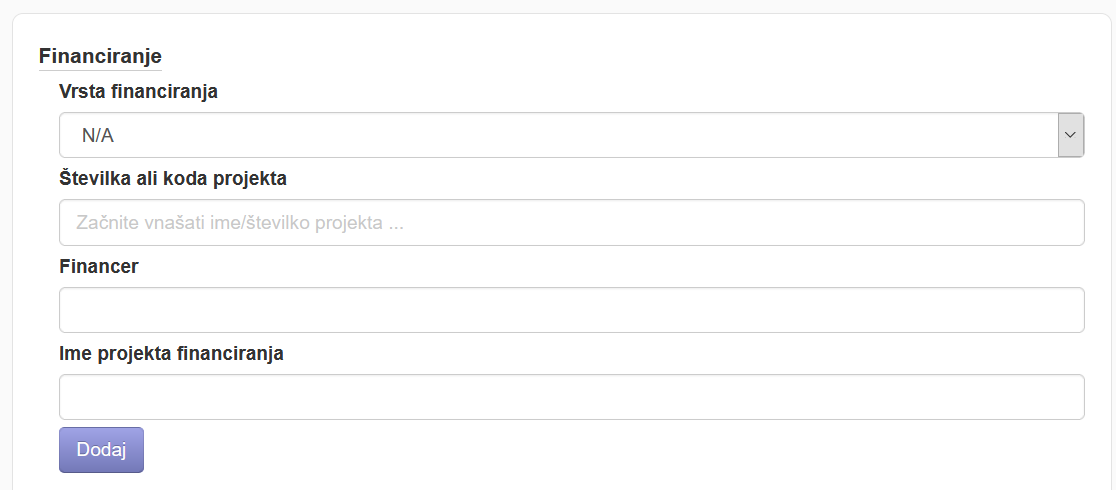 Financiranje
Vrsta financiranja
N/A
Številka ali koda projekta
Začnite vnašati ime/številko projekta ...
Financer
Ime projekta financiranja
Dodaj